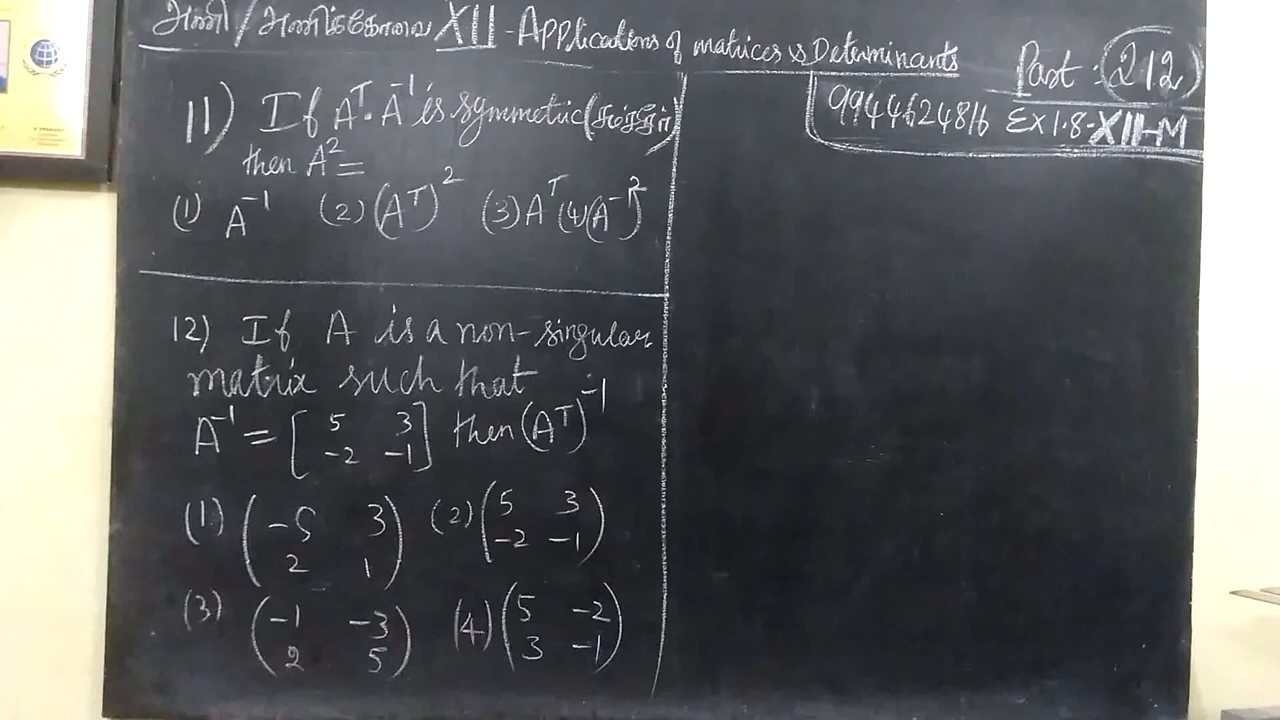 அணி / அணிக்கோவை XII - Applications of matrices & Determinants
Part : 212
9944624816 Ex 1.8-XII-M
11) If Aᵀ·A⁻¹ is symmetric
then A² =
(1) A⁻¹ (2) (Aᵀ)² (3) Aᵀ (4) (A⁻¹)²
12) If A is a non-singular
matrix such that
A⁻¹ = [5 3; -2 -1] then (Aᵀ)⁻¹
(1) (-5 3; 2 1) (2) (5 3; -2 -1)
(3) (-1 -3; 2 5) (4) (5 -2; 3 -1)